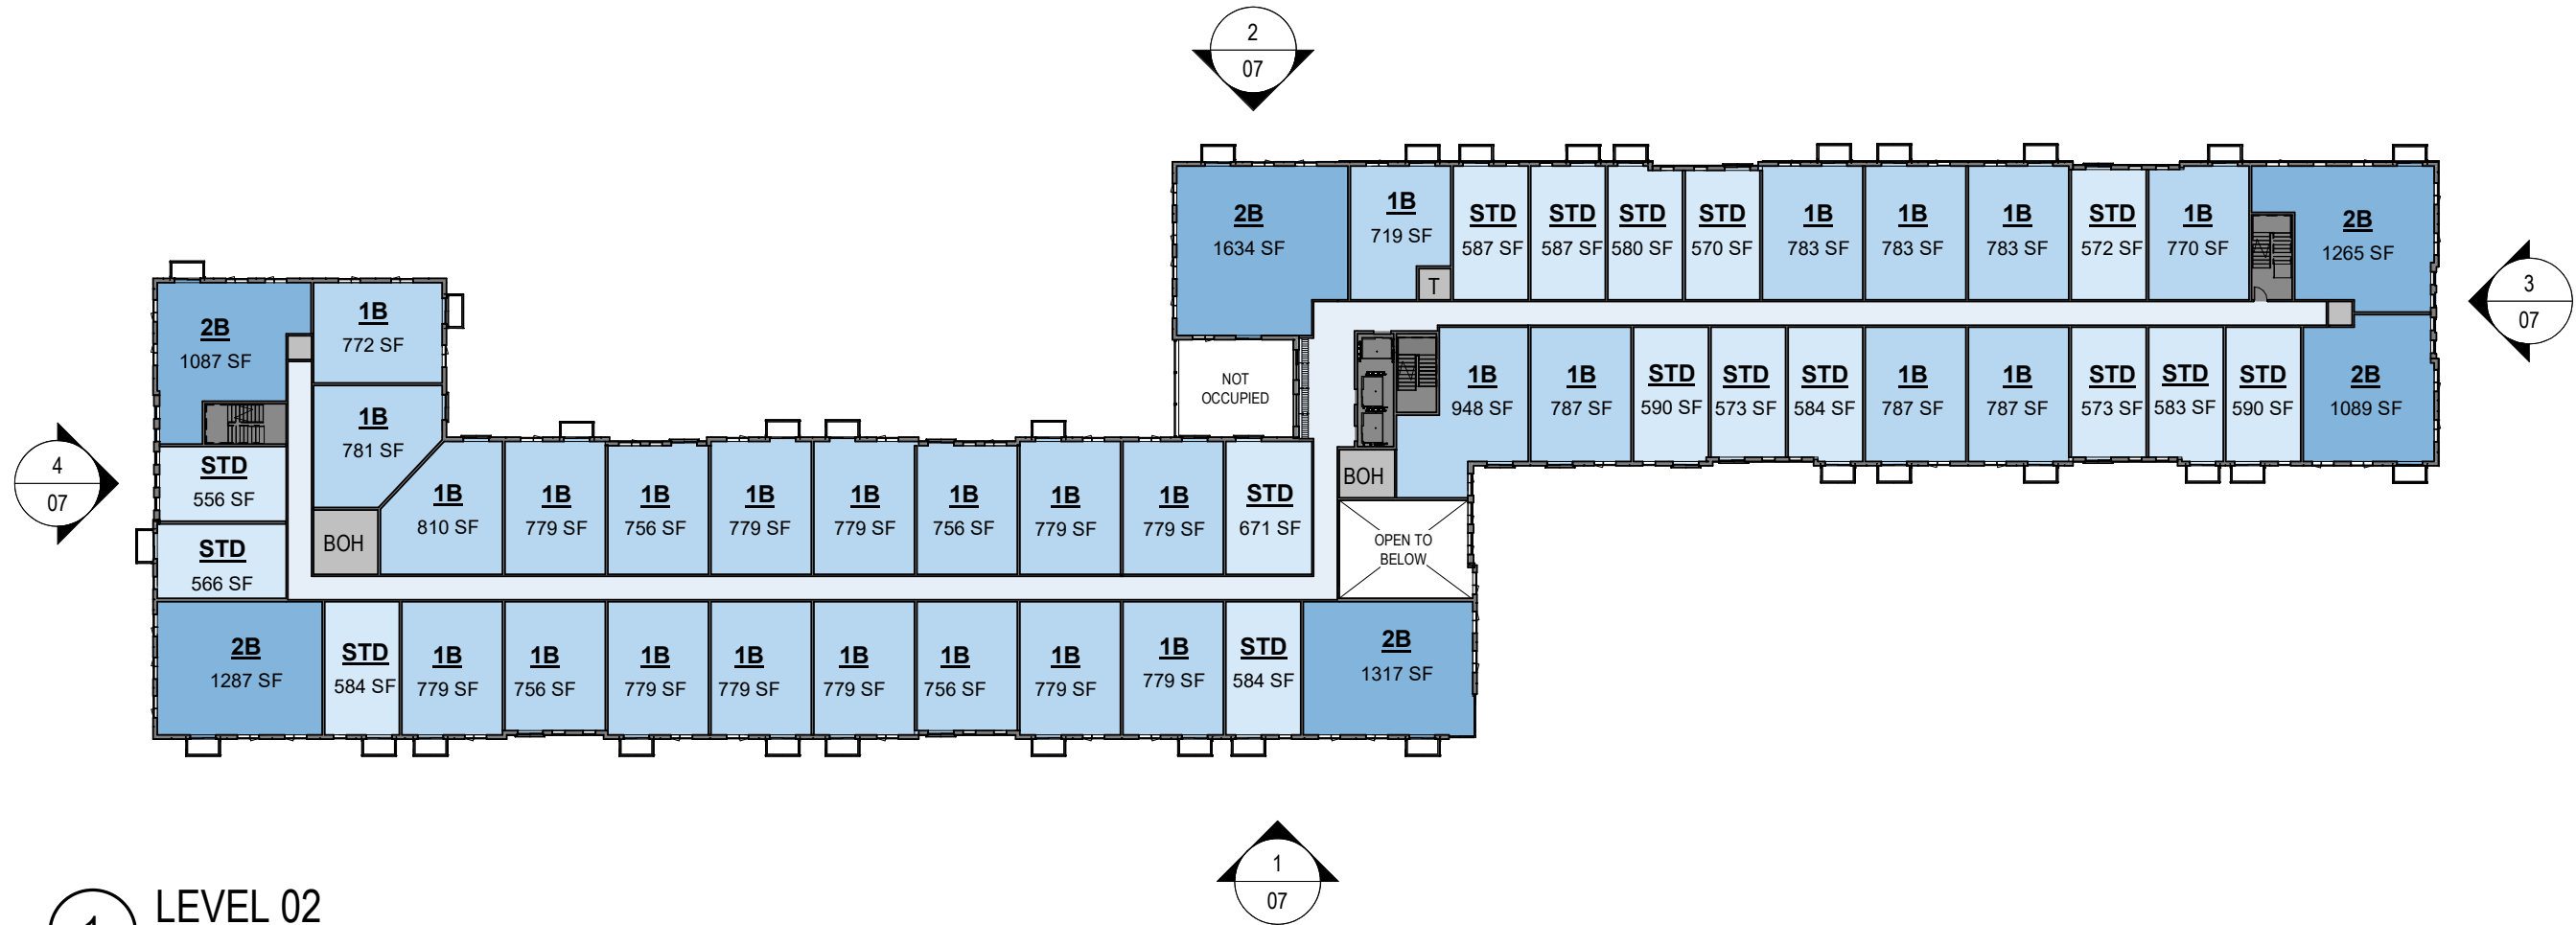 2
07
2B
1634 SF
1B
719 SF
T
STD
587 SF
STD
587 SF
STD
580 SF
STD
570 SF
1B
783 SF
1B
783 SF
1B
783 SF
STD
572 SF
1B
770 SF
2B
1265 SF
3
07
2B
1087 SF
1B
772 SF
1B
781 SF
NOT
OCCUPIED
1B
948 SF
1B
787 SF
STD
590 SF
STD
573 SF
STD
584 SF
1B
787 SF
1B
787 SF
STD
573 SF
STD
583 SF
STD
590 SF
2B
1089 SF
4
07
STD
556 SF
STD
566 SF
BOH
1B
810 SF
1B
779 SF
1B
756 SF
1B
779 SF
1B
779 SF
1B
756 SF
1B
779 SF
1B
779 SF
STD
671 SF
BOH
OPEN TO
BELOW
2B
1287 SF
STD
584 SF
1B
779 SF
1B
756 SF
1B
779 SF
1B
779 SF
1B
779 SF
1B
756 SF
1B
779 SF
1B
779 SF
STD
584 SF
2B
1317 SF
1
07
1
LEVEL 02